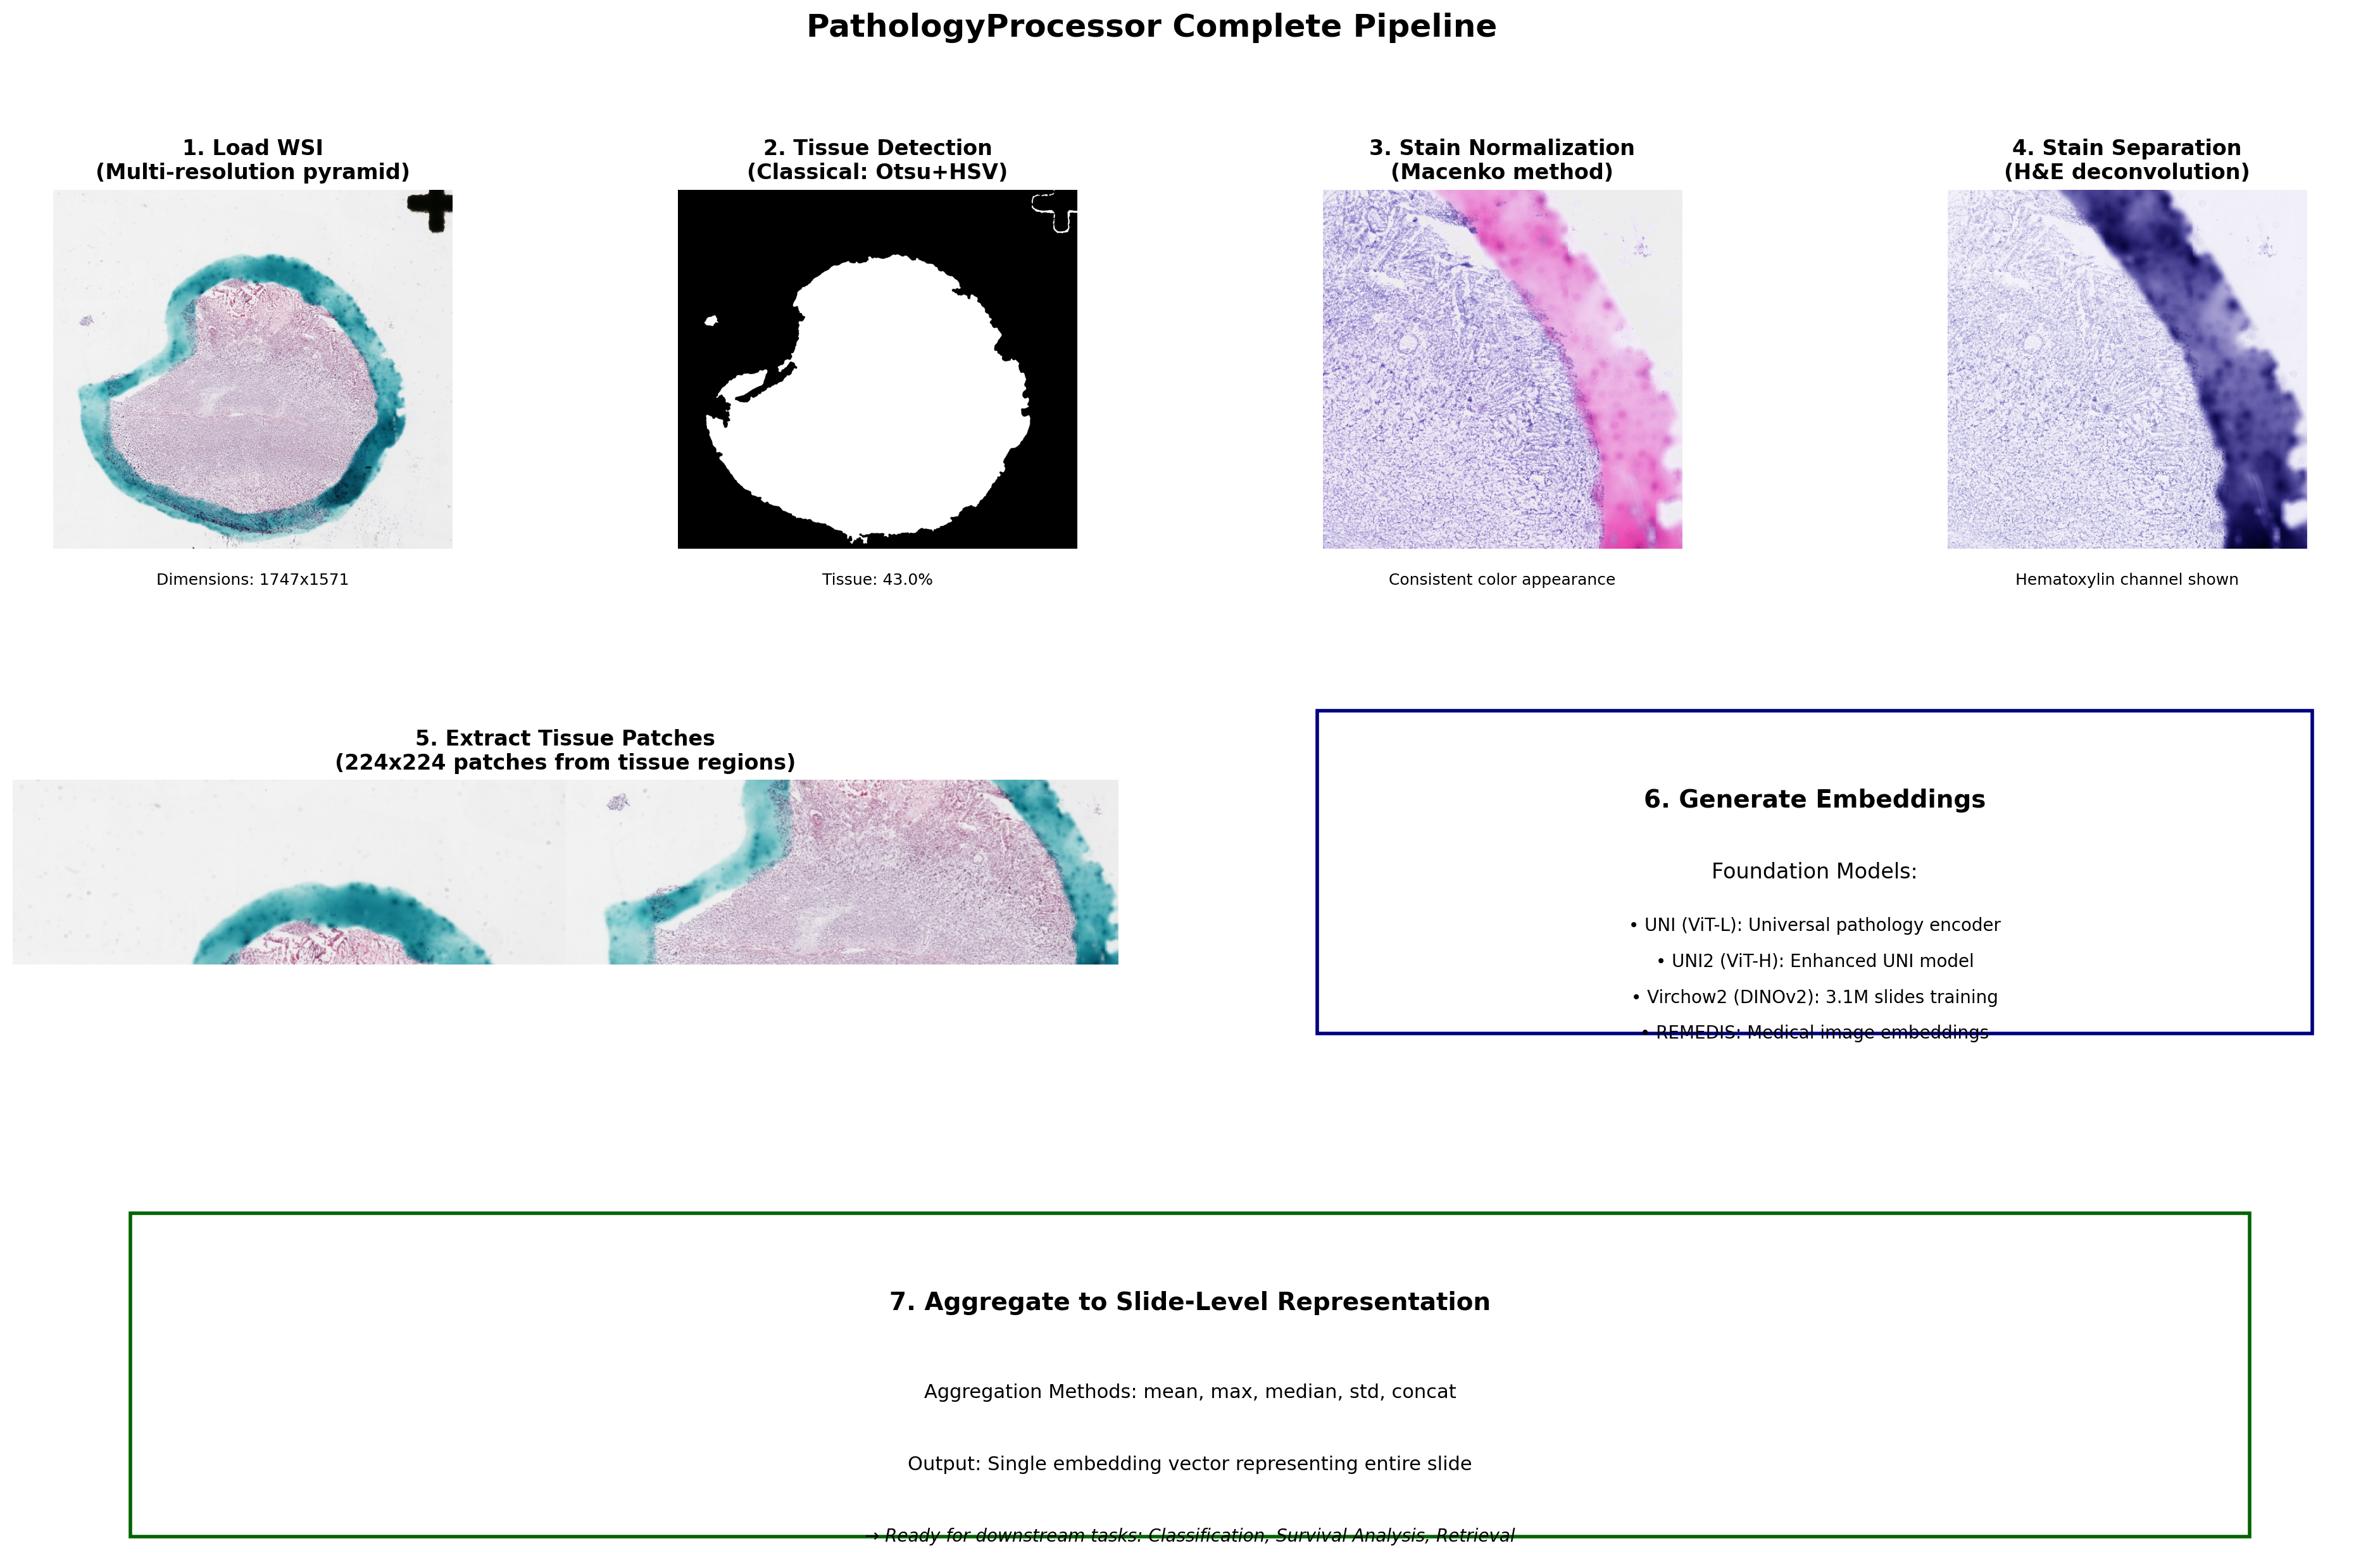 PathologyProcessor Complete Pipeline
1. Load WSI
(Multi-resolution pyramid)
2. Tissue Detection
(Classical: Otsu+HSV)
3. Stain Normalization
(Macenko method)
4. Stain Separation
(H&E deconvolution)
Dimensions: 1747x1571
Tissue: 43.0%
Consistent color appearance
Hematoxylin channel shown
5. Extract Tissue Patches
(224x224 patches from tissue regions)
6. Generate Embeddings
Foundation Models:
• UNI (ViT-L): Universal pathology encoder
• UNI2 (ViT-H): Enhanced UNI model
• Virchow2 (DINOv2): 3.1M slides training
• REMEDIS: Medical image embeddings
7. Aggregate to Slide-Level Representation
Aggregation Methods: mean, max, median, std, concat
Output: Single embedding vector representing entire slide
→ Ready for downstream tasks: Classification, Survival Analysis, Retrieval